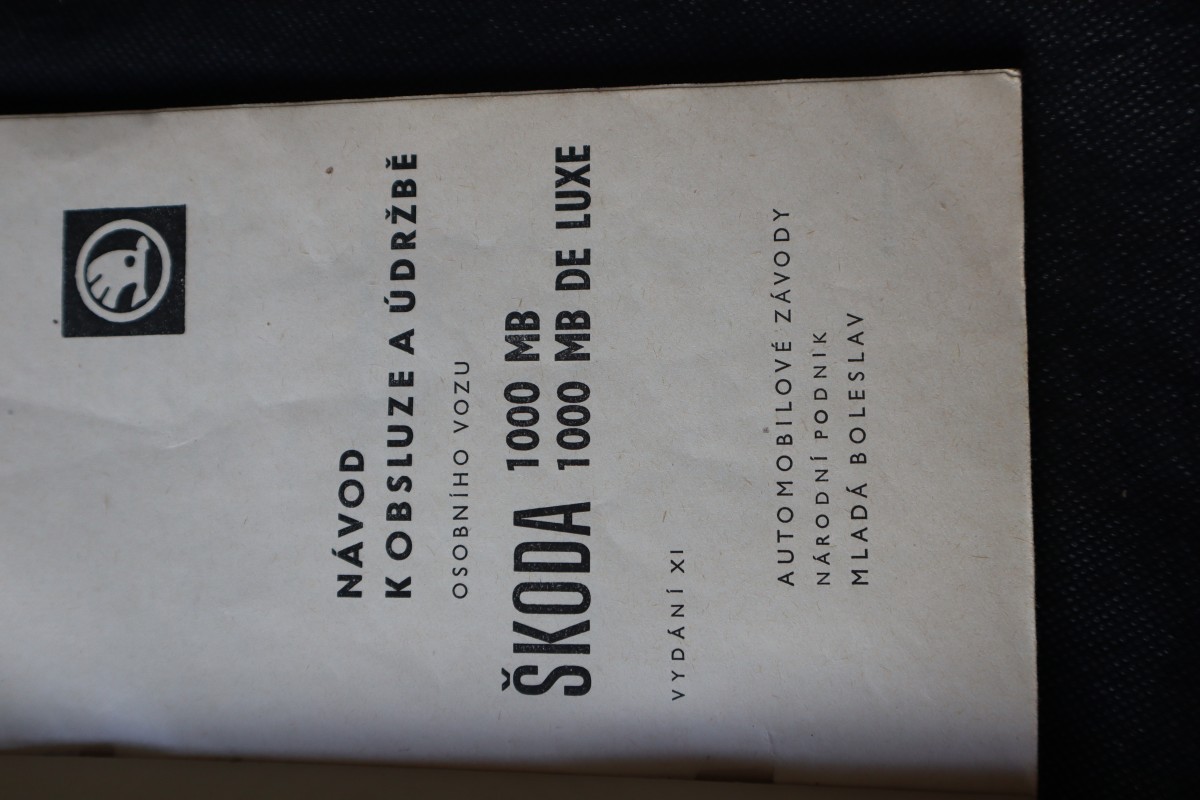 NÁVOD
K OBSLUZE A ÚDRŽBĚ
OSOBNÍHO VOZU
ŠKODA 1000 MB
1000 MB DE LUXE
VYDÁNÍ XI
AUTOMOBILOVÉ ZÁVODY
NÁRODNÍ PODNIK
MLADÁ BOLESLAV